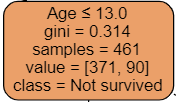 Age ≤ 13.0
gini = 0.314
samples = 461
value = [371, 90]
class = Not survived